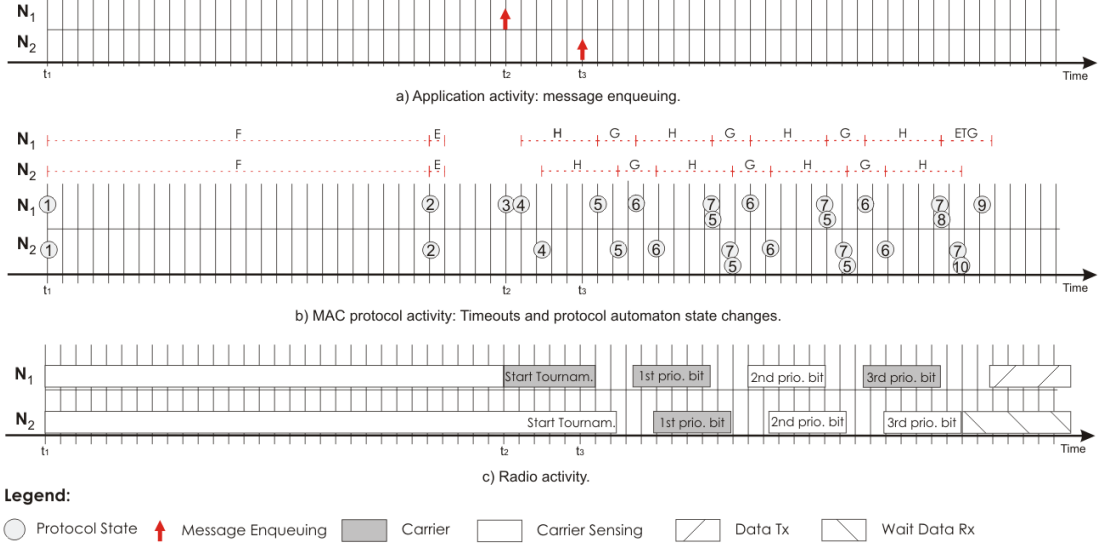 N1
N2
t1 t2 t3 Time
a) Application activity: message enqueuing.
N1 F E H G H G H G H ETG
N2 F E H G H G H G H
N1 1 2 3 4 5 6 7 6 7 6 7 9
5 5 8
N2 1 2 4 5 6 7 6 7 6 7
5 5 10
t1 t2 t3 Time
b) MAC protocol activity: Timeouts and protocol automaton state changes.
N1 Start Tournam. 1st prio. bit 2nd prio. bit 3rd prio. bit
N2 Start Tournam. 1st prio. bit 2nd prio. bit 3rd prio. bit
t1 t2 t3 Time
c) Radio activity.
Legend:
Protocol State Message Enqueuing Carrier Carrier Sensing Data Tx Wait Data Rx